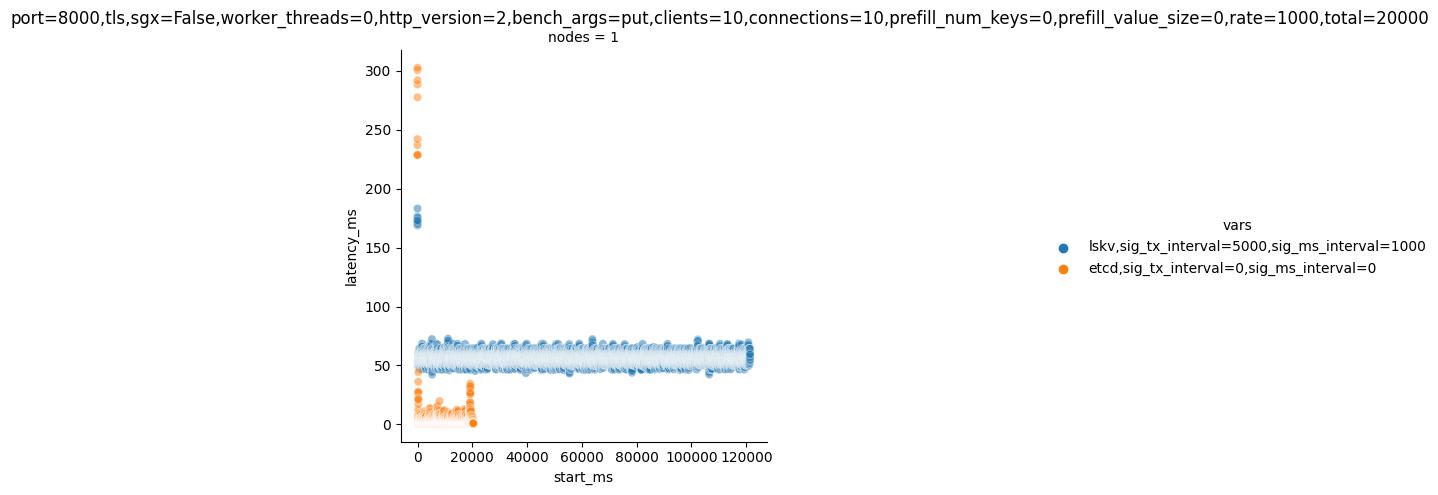 port=8000,tls,sgx=False,worker_threads=0,http_version=2,bench_args=put,clients=10,connections=10,prefill_num_keys=0,prefill_value_size=0,rate=1000,total=20000
nodes = 1
300
250
200
150
100
50
0
latency_ms
0
20000
40000
60000
80000
100000
120000
start_ms
vars
lskv,sig_tx_interval=5000,sig_ms_interval=1000
etcd,sig_tx_interval=0,sig_ms_interval=0